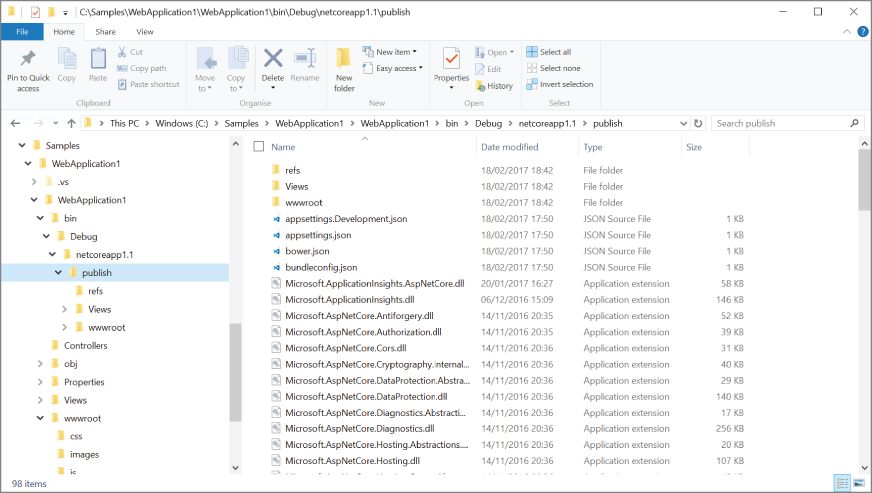 C:\Samples\WebApplication1\WebApplication1\bin\Debug\netcoreapp1.1\publish
File Home Share View
Pin to Quick access
Copy
Paste
Cut
Copy path
Paste shortcut
Clipboard
Move to
Copy to
Delete
Rename
Organise
New folder
New item
Easy access
New
Properties
Open
Edit
History
Open
Select all
Select none
Invert selection
Select
This PC > Windows (C:) > Samples > WebApplication1 > WebApplication1 > bin > Debug > netcoreapp1.1 > publish
Search publish
Samples
WebApplication1
.vs
WebApplication1
bin
Debug
netcoreapp1.1
publish
refs
Views
wwwroot
Controllers
obj
Properties
Views
wwwroot
css
images
js
Name Date modified Type Size
refs 18/02/2017 18:42 File folder
Views 18/02/2017 18:42 File folder
wwwroot 18/02/2017 18:42 File folder
appsettings.Development.json 18/02/2017 17:50 JSON Source File 1 KB
appsettings.json 18/02/2017 17:50 JSON Source File 1 KB
bower.json 18/02/2017 17:50 JSON Source File 1 KB
bundleconfig.json 18/02/2017 17:50 JSON Source File 1 KB
Microsoft.ApplicationInsights.AspNetCore.dll 20/01/2017 16:27 Application extension 58 KB
Microsoft.ApplicationInsights.dll 06/12/2016 15:09 Application extension 146 KB
Microsoft.AspNetCore.Antiforgery.dll 14/11/2016 20:35 Application extension 52 KB
Microsoft.AspNetCore.Authorization.dll 14/11/2016 20:35 Application extension 39 KB
Microsoft.AspNetCore.Cors.dll 14/11/2016 20:36 Application extension 31 KB
Microsoft.AspNetCore.Cryptography.Internal... 14/11/2016 20:36 Application extension 40 KB
Microsoft.AspNetCore.DataProtection.Abstra... 14/11/2016 20:36 Application extension 29 KB
Microsoft.AspNetCore.DataProtection.dll 14/11/2016 20:36 Application extension 140 KB
Microsoft.AspNetCore.Diagnostics.Abstracti... 14/11/2016 20:36 Application extension 17 KB
Microsoft.AspNetCore.Diagnostics.dll 14/11/2016 20:36 Application extension 256 KB
Microsoft.AspNetCore.Hosting.Abstractions.... 14/11/2016 20:36 Application extension 20 KB
Microsoft.AspNetCore.Hosting.dll 14/11/2016 20:36 Application extension 107 KB
98 items